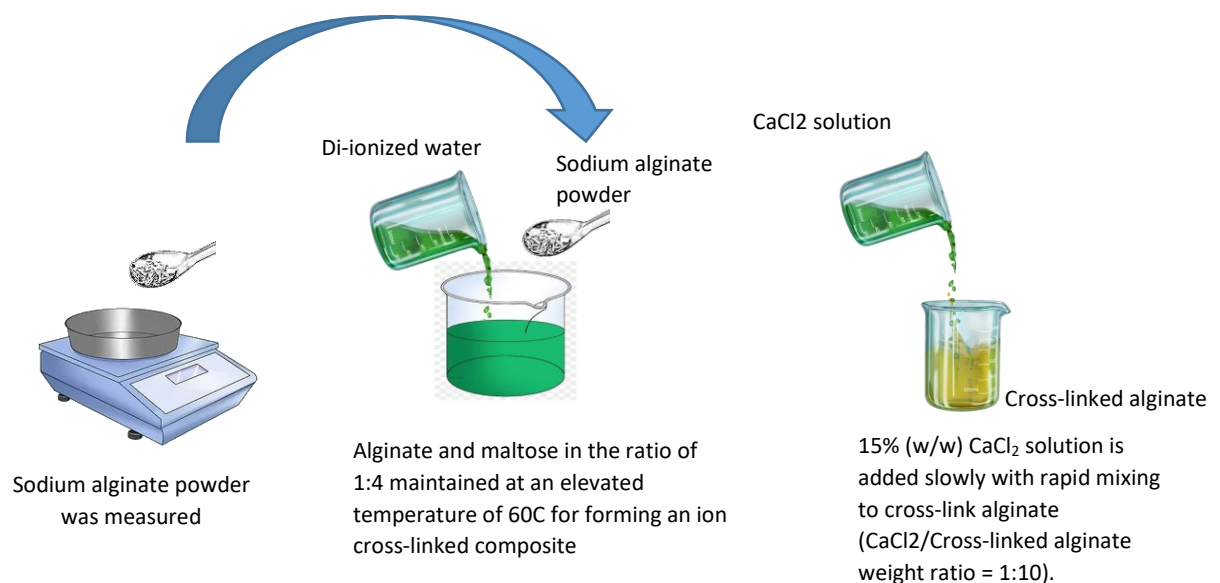 Di-ionized water
Sodium alginate
powder
CaCl2 solution
Sodium alginate powder
was measured
Alginate and maltose in the ratio of
1:4 maintained at an elevated
temperature of 60C for forming an ion
cross-linked composite
Cross-linked alginate
15% (w/w) CaCl₂ solution is
added slowly with rapid mixing
to cross-link alginate
(CaCl2/Cross-linked alginate
weight ratio = 1:10).